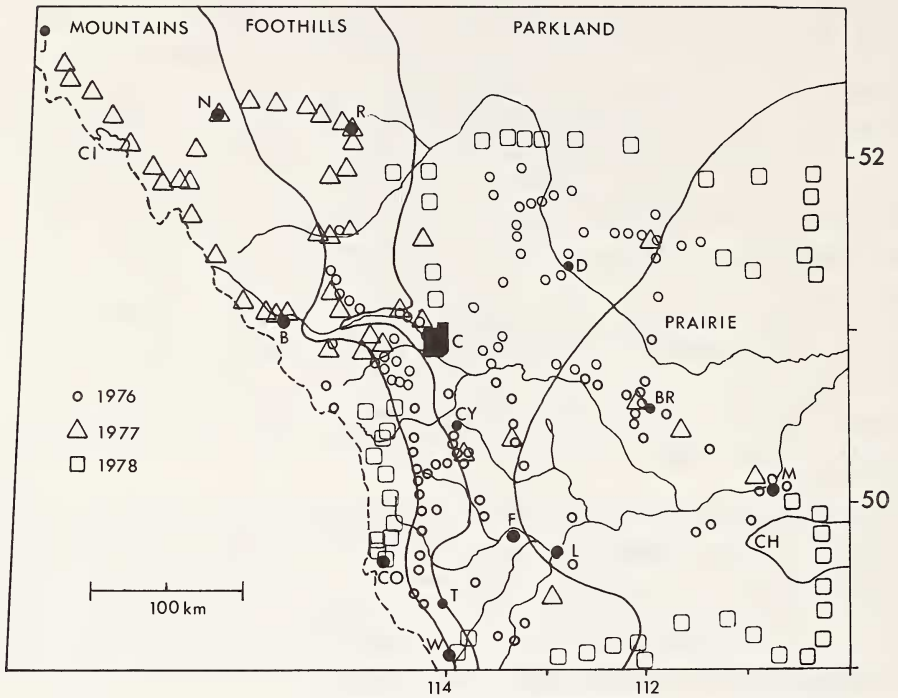 MOUNTAINS FOOTHILLS PARKLAND
J
N
R
CI
52
D
PRAIRIE
B
C
1976
1977
1978
BR
CY
M
50
F
CH
L
CO
100 km
T
W
114 112